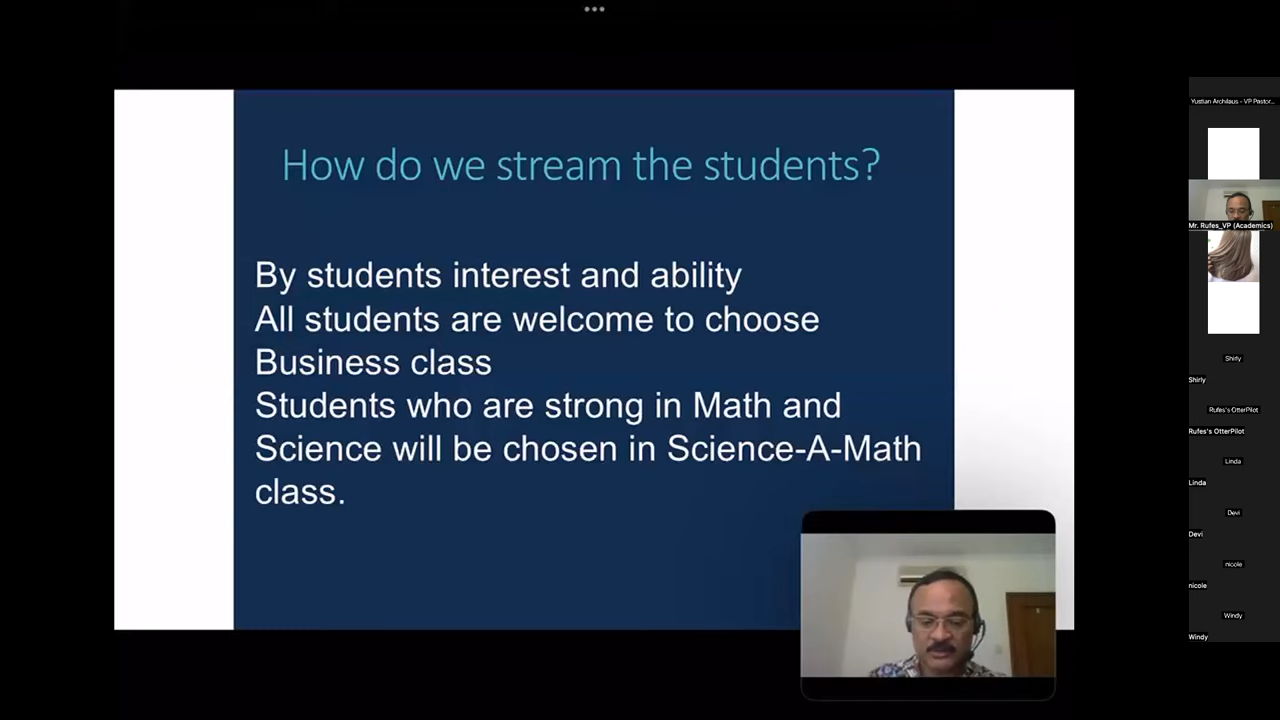 How do we stream the students?
By students interest and ability
All students are welcome to choose
Business class
Students who are strong in Math and
Science will be chosen in Science-A-Math
class.
Yustian Archilaus - VP Pastor...
Mr. Rufes_VP (Academics)
Shirly
Shirly
Rufes's OtterPilot
Rufes's OtterPilot
Linda
Linda
Devi
Devi
nicole
nicole
Windy
Windy